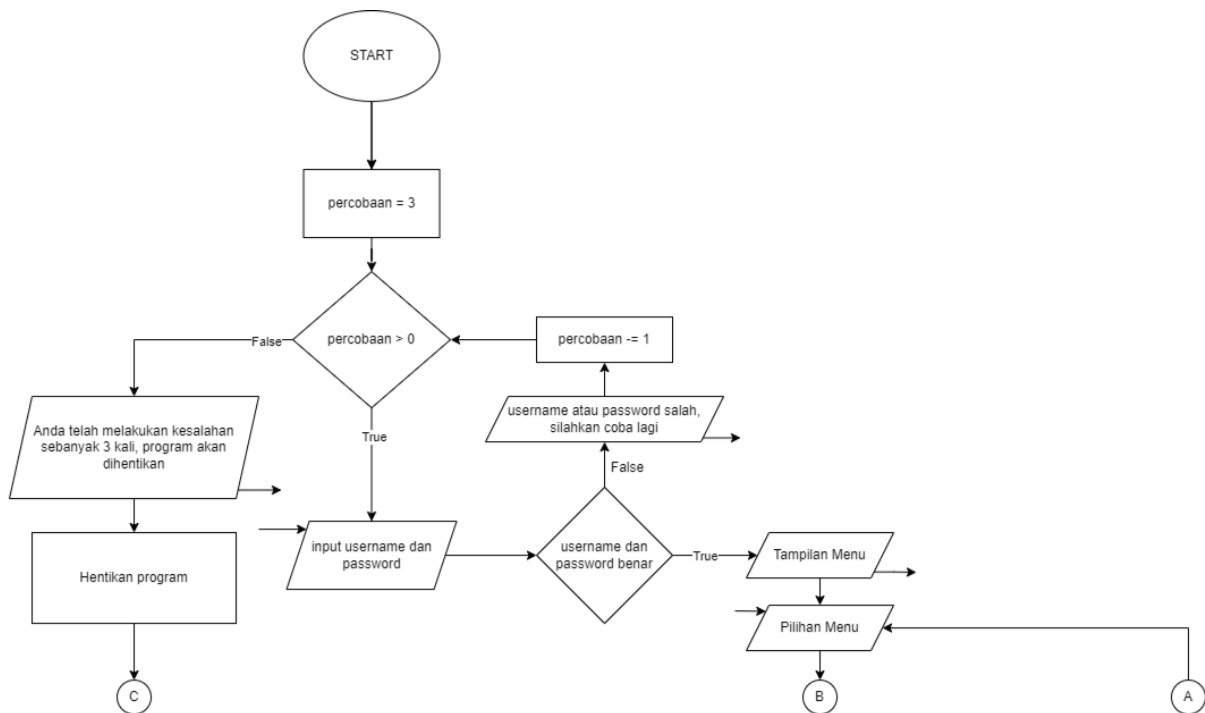 START
percobaan = 3
percobaan > 0
False
True
percobaan -= 1
Anda telah melakukan kesalahan
sebanyak 3 kali, program akan
dihentikan
username atau password salah,
silahkan coba lagi
False
Hentikan program
input username dan
password
username dan
password benar
True
Tampilan Menu
Pilihan Menu
C
B
A